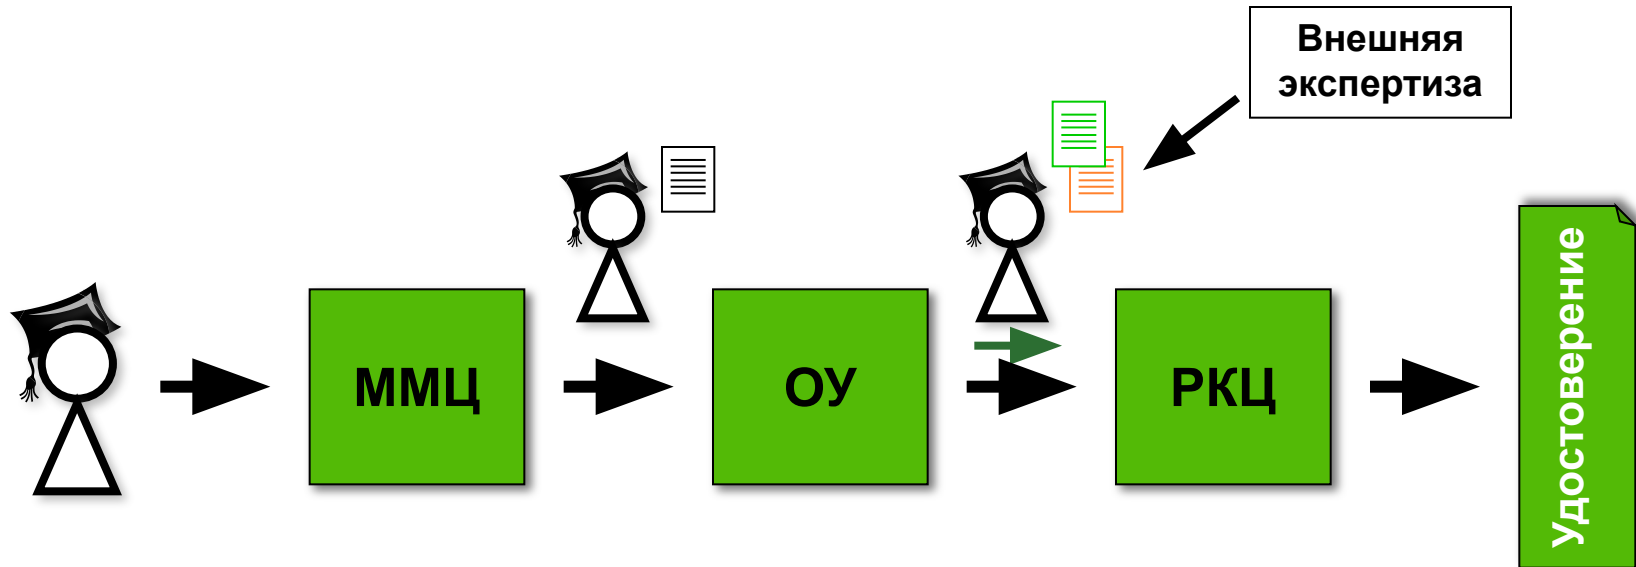 Внешняя
экспертиза
ММЦ
ОУ
РКЦ
Удостоверение